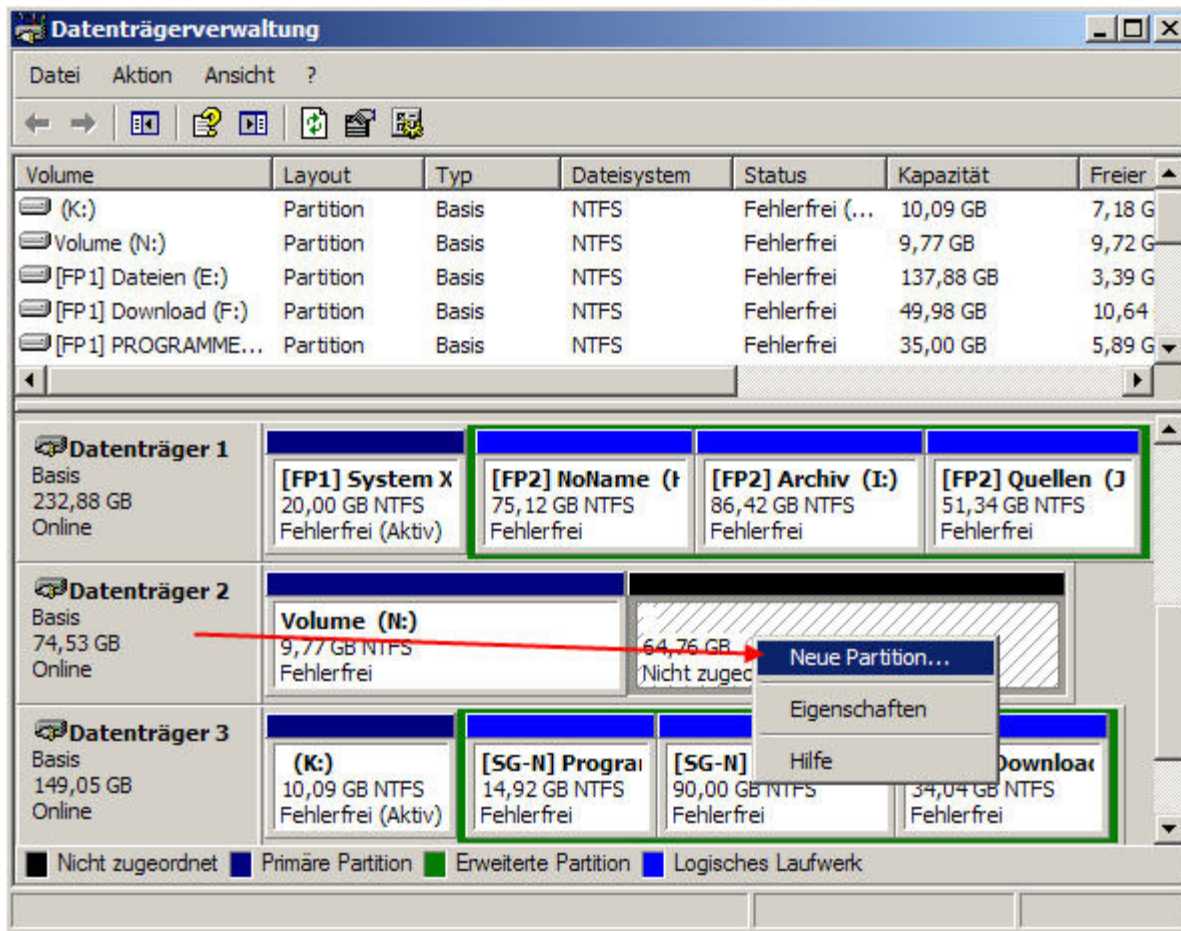 Datenträgerverwaltung
Datei Aktion Ansicht ?
Volume Layout Typ Dateisystem Status Kapazität Freier
(K:) Partition Basis NTFS Fehlerfrei (... 10,09 GB 7,18 G
Volume (N:) Partition Basis NTFS Fehlerfrei 9,77 GB 9,72 G
[FP1] Dateien (E:) Partition Basis NTFS Fehlerfrei 137,88 GB 3,39 G
[FP1] Download (F:) Partition Basis NTFS Fehlerfrei 49,98 GB 10,64
[FP1] PROGRAMME... Partition Basis NTFS Fehlerfrei 35,00 GB 5,89 G
Datenträger 1
Basis
232,88 GB
Online
[FP1] System X
20,00 GB NTFS
Fehlerfrei (Aktiv)
[FP2] NoName (H
75,12 GB NTFS
Fehlerfrei
[FP2] Archiv (I:)
86,42 GB NTFS
Fehlerfrei
[FP2] Quellen (J
51,34 GB NTFS
Fehlerfrei
Datenträger 2
Basis
74,53 GB
Online
Volume (N:)
9,77 GB NTFS
Fehlerfrei
64,76 GB
Nicht zugeo
Neue Partition...
Eigenschaften
Hilfe
Datenträger 3
Basis
149,05 GB
Online
(K:)
10,09 GB NTFS
Fehlerfrei (Aktiv)
[SG-N] Program
14,92 GB NTFS
Fehlerfrei
[SG-N]
90,00 GB NTFS
Fehlerfrei
Download
34,04 GB NTFS
Fehlerfrei
Nicht zugeordnet Primäre Partition Erweiterte Partition Logisches Laufwerk